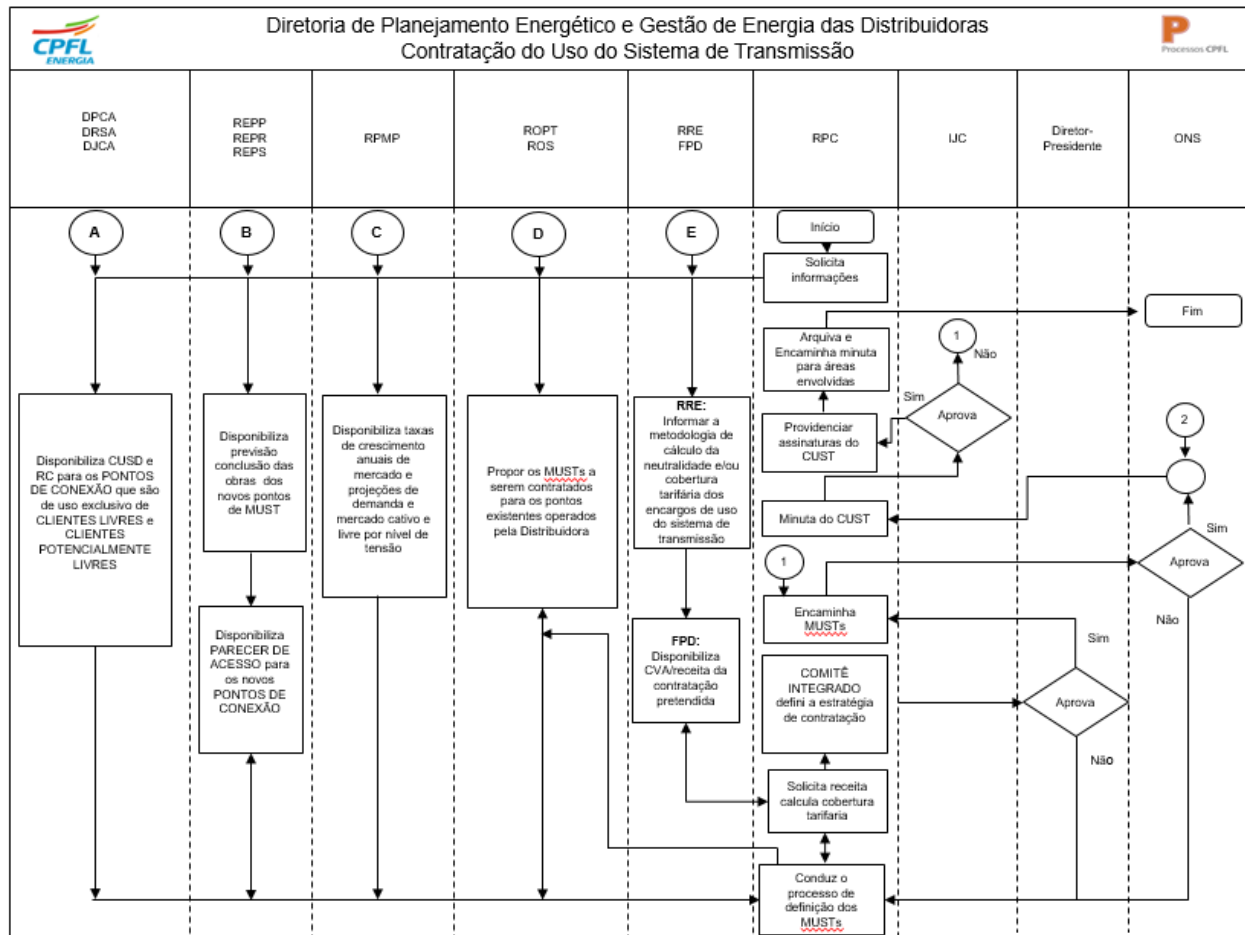 CPFL
ENERGIA
Diretoria de Planejamento Energético e Gestão de Energia das Distribuidoras
Contratação do Uso do Sistema de Transmissão
P
Processos CPFL
DPCA
DRSA
DJCA
REPP
REPR
REPS
RPMP
ROPT
ROS
RRE
FPD
RPC
IJC
Diretor-
Presidente
ONS
A
B
C
D
E
Início
Solicita
informações
Fim
Arquiva e
Encaminha minuta
para áreas
envolvidas
1
Não
Sim
Aprova
Providenciar
assinaturas do
CUST
2
Minuta do CUST
Sim
Aprova
Não
1
Encaminha
MUSTs
Sim
Aprova
Não
COMITÊ
INTEGRADO
defini a estratégia
de contratação
Solicita receita
calcula cobertura
tarifaria
Conduz o
processo de
definição dos
MUSTs
Disponibiliza CUSD e
RC para os PONTOS
DE CONEXÃO que são
de uso exclusivo de
CLIENTES LIVRES e
CLIENTES
POTENCIALMENTE
LIVRES
Disponibiliza
previsão
conclusão das
obras dos
novos pontos
de MUST
Disponibiliza
PARECER DE
ACESSO para
os novos
PONTOS DE
CONEXÃO
Disponibiliza taxas
de crescimento
anuais de
mercado e
projeções de
demanda e
mercado cativo e
livre por nível de
tensão
Propor os MUSTs a
serem contratados
para os pontos
existentes operados
pela Distribuidora
RRE:
Informar a
metodologia de
cálculo da
neutralidade e/ou
cobertura
tarifária dos
encargos de uso
do sistema de
transmissão
FPD:
Disponibiliza
CVA/receita da
contratação
pretendida